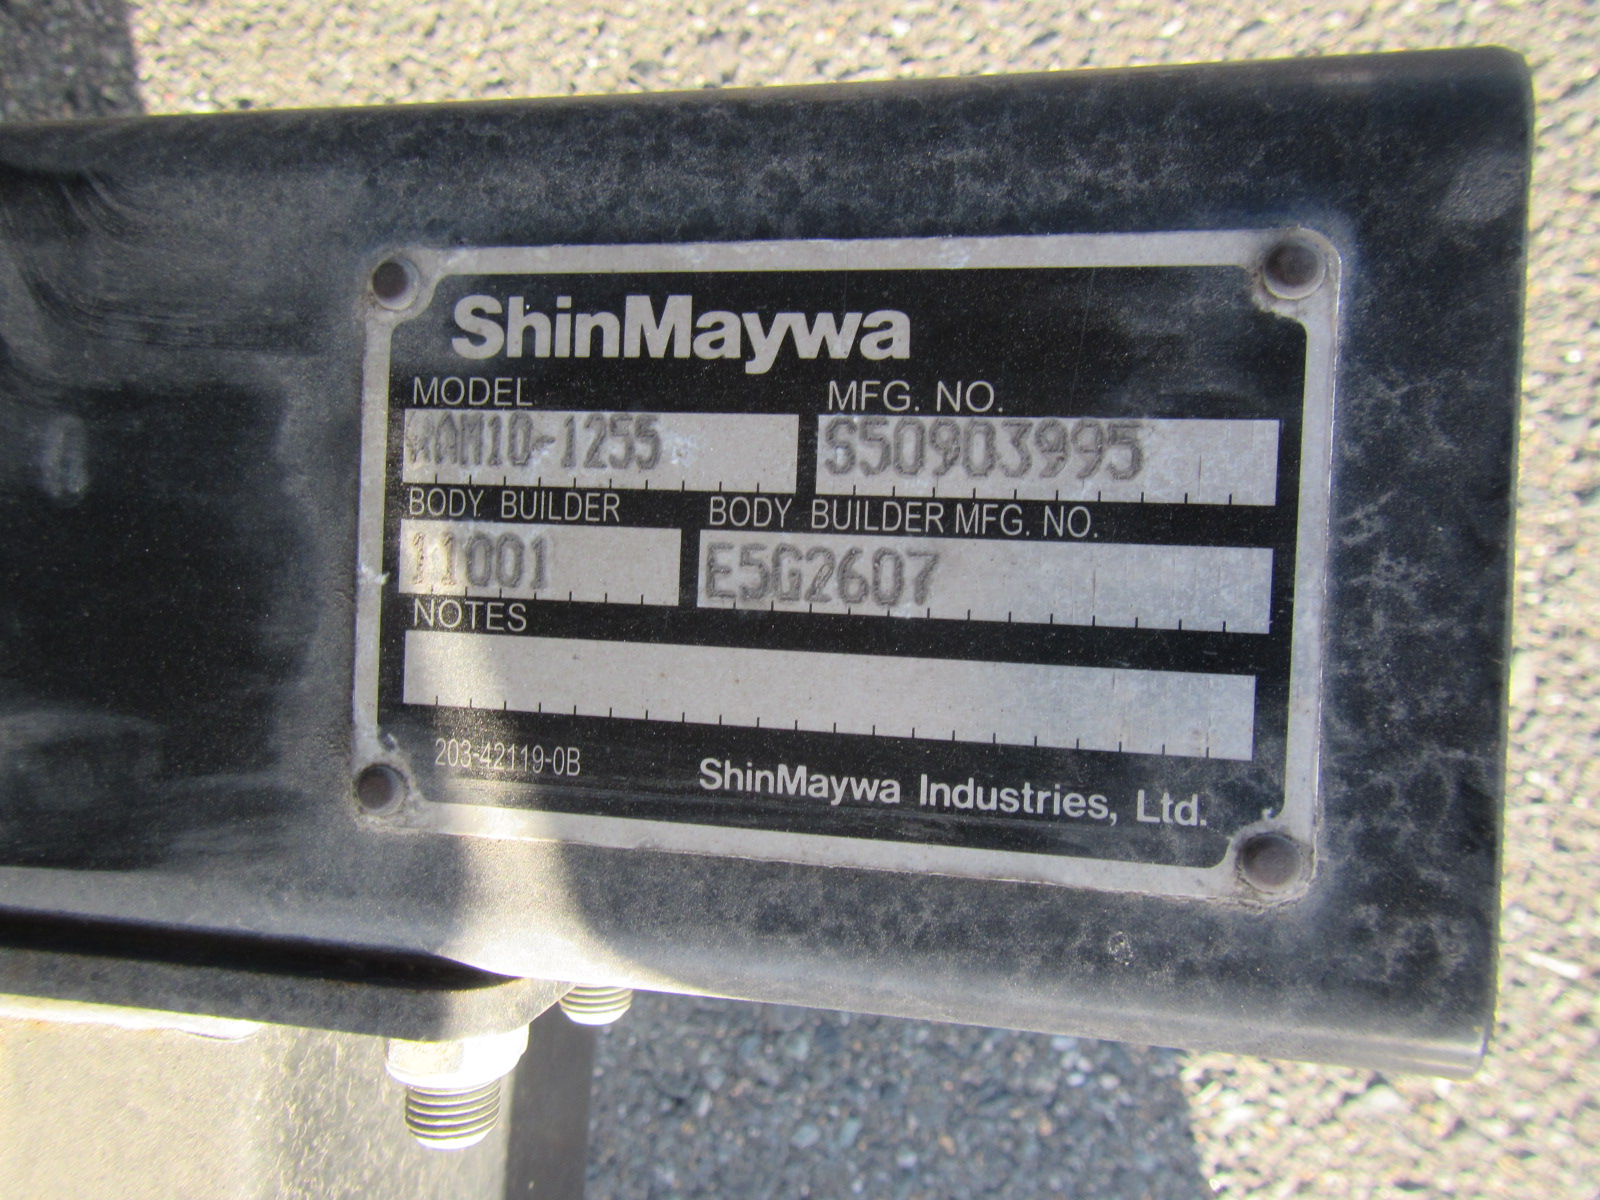 ShinMaywa
MODEL MFG. NO.
S50903995
BODY BUILDER BODY BUILDER MFG. NO.
11001 E5G2607
NOTES
203-42119-0B ShinMaywa Industries, Ltd.